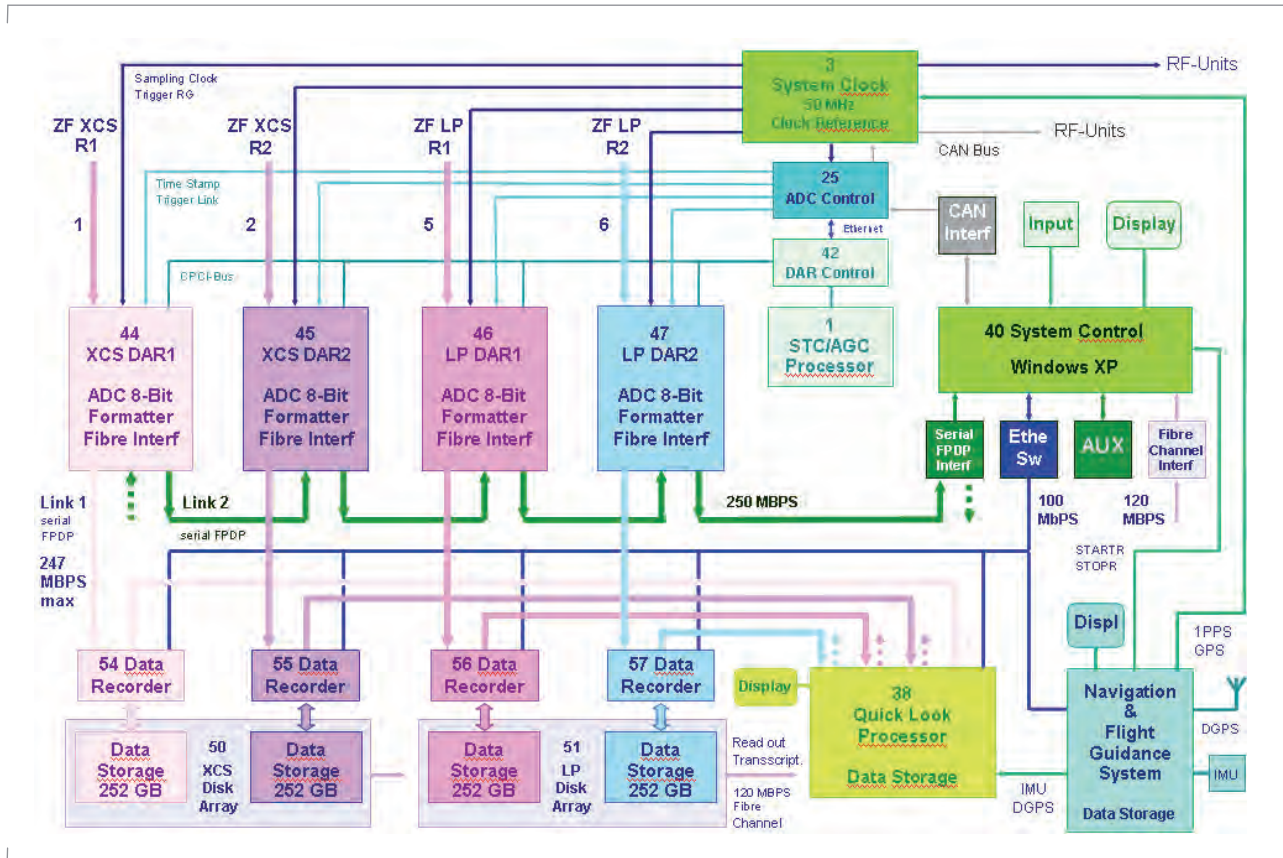 3
System Clock
50 MHz
Clock Reference
RF-Units
RF-Units
CAN Bus
Sampling Clock
Trigger RG
ZF XCS
R1
ZF XCS
R2
ZF LP
R1
ZF LP
R2
1
2
5
6
Time Stamp
Trigger Link
CPCI-Bus
25
ADC Control
Ethernet
42
DAR Control
1
STC/AGC
Processor
CAN
Interf
Input
Display
40 System Control
Windows XP
44
XCS DAR1
ADC 8-Bit
Formatter
Fibre Interf
45
XCS DAR2
ADC 8-Bit
Formatter
Fibre Interf
46
LP DAR1
ADC 8-Bit
Formatter
Fibre Interf
47
LP DAR2
ADC 8-Bit
Formatter
Fibre Interf
Serial
FPDP
Interf
Ethe
Sw
AUX
Fibre
Channel
Interf
Link 1
serial
FPDP
Link 2
serial FPDP
250 MBPS
100
MbPS
120
MBPS
247
MBPS
max
STARTR
STOPR
1PPS
GPS
Displ
54 Data
Recorder
55 Data
Recorder
56 Data
Recorder
57 Data
Recorder
Display
38
Quick Look
Processor
Data Storage
Navigation
&
Flight
Guidance
System
Data Storage
DGPS
IMU
IMU
DGPS
Data
Storage
252 GB
50
XCS
Disk
Array
Data
Storage
252 GB
Data
Storage
252 GB
51
LP
Disk
Array
Data
Storage
252 GB
Read out
Transscript.
120 MBPS
Fibre
Channel